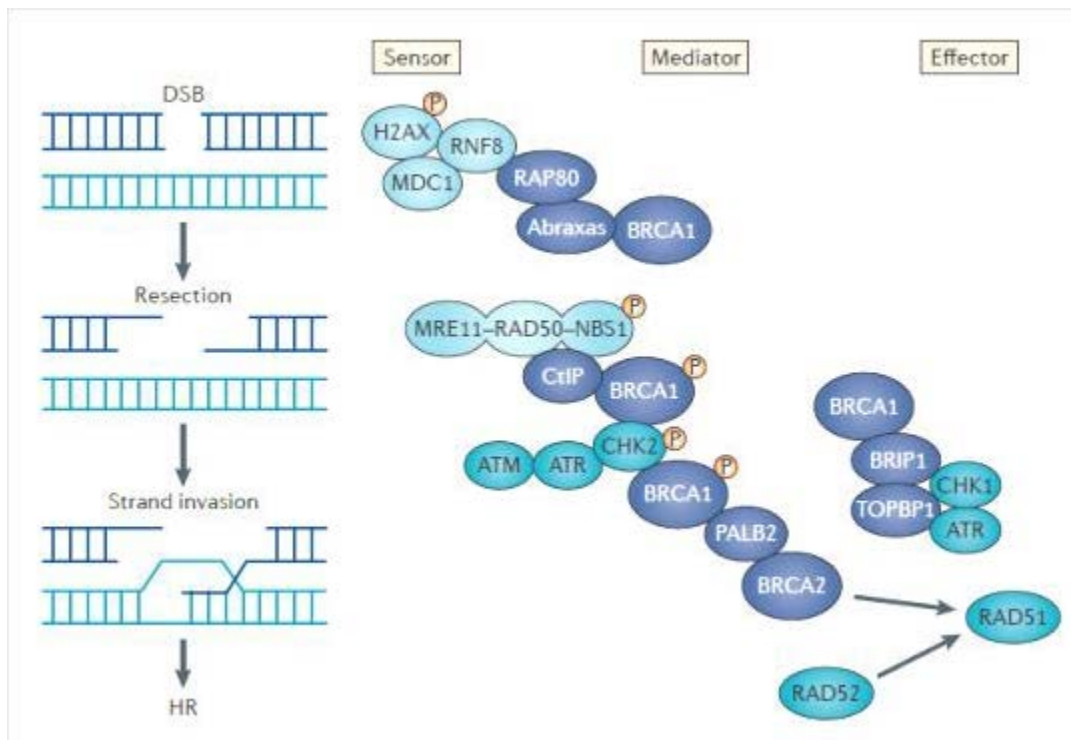 Sensor
Mediator
Effector
DSB
P
H2AX
RNF8
MDC1
RAP80
Abraxas
BRCA1
Resection
MRE11–RAD50–NBS1
P
CtIP
BRCA1
P
BRCA1
ATM
ATR
CHK2
P
BRIP1
CHK1
BRCA1
P
TOPBP1
ATR
Strand invasion
PALB2
BRCA2
RAD51
RAD52
HR